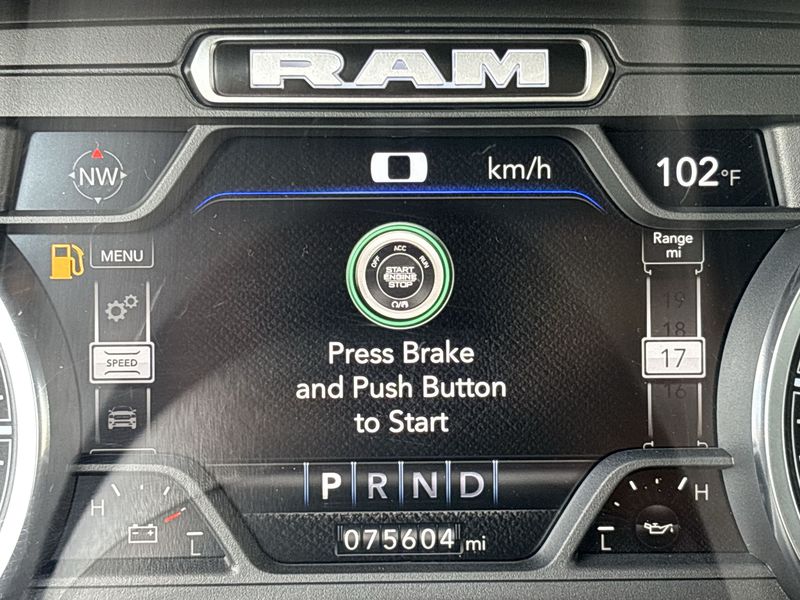 RAM
NW
0 km/h
102°F
MENU
Range
mi
OFF ACC RUN
START
ENGINE
STOP
19
18
SPEED
17
16
Press Brake
and Push Button
to Start
P R N D
H
L
075604 mi
H
L